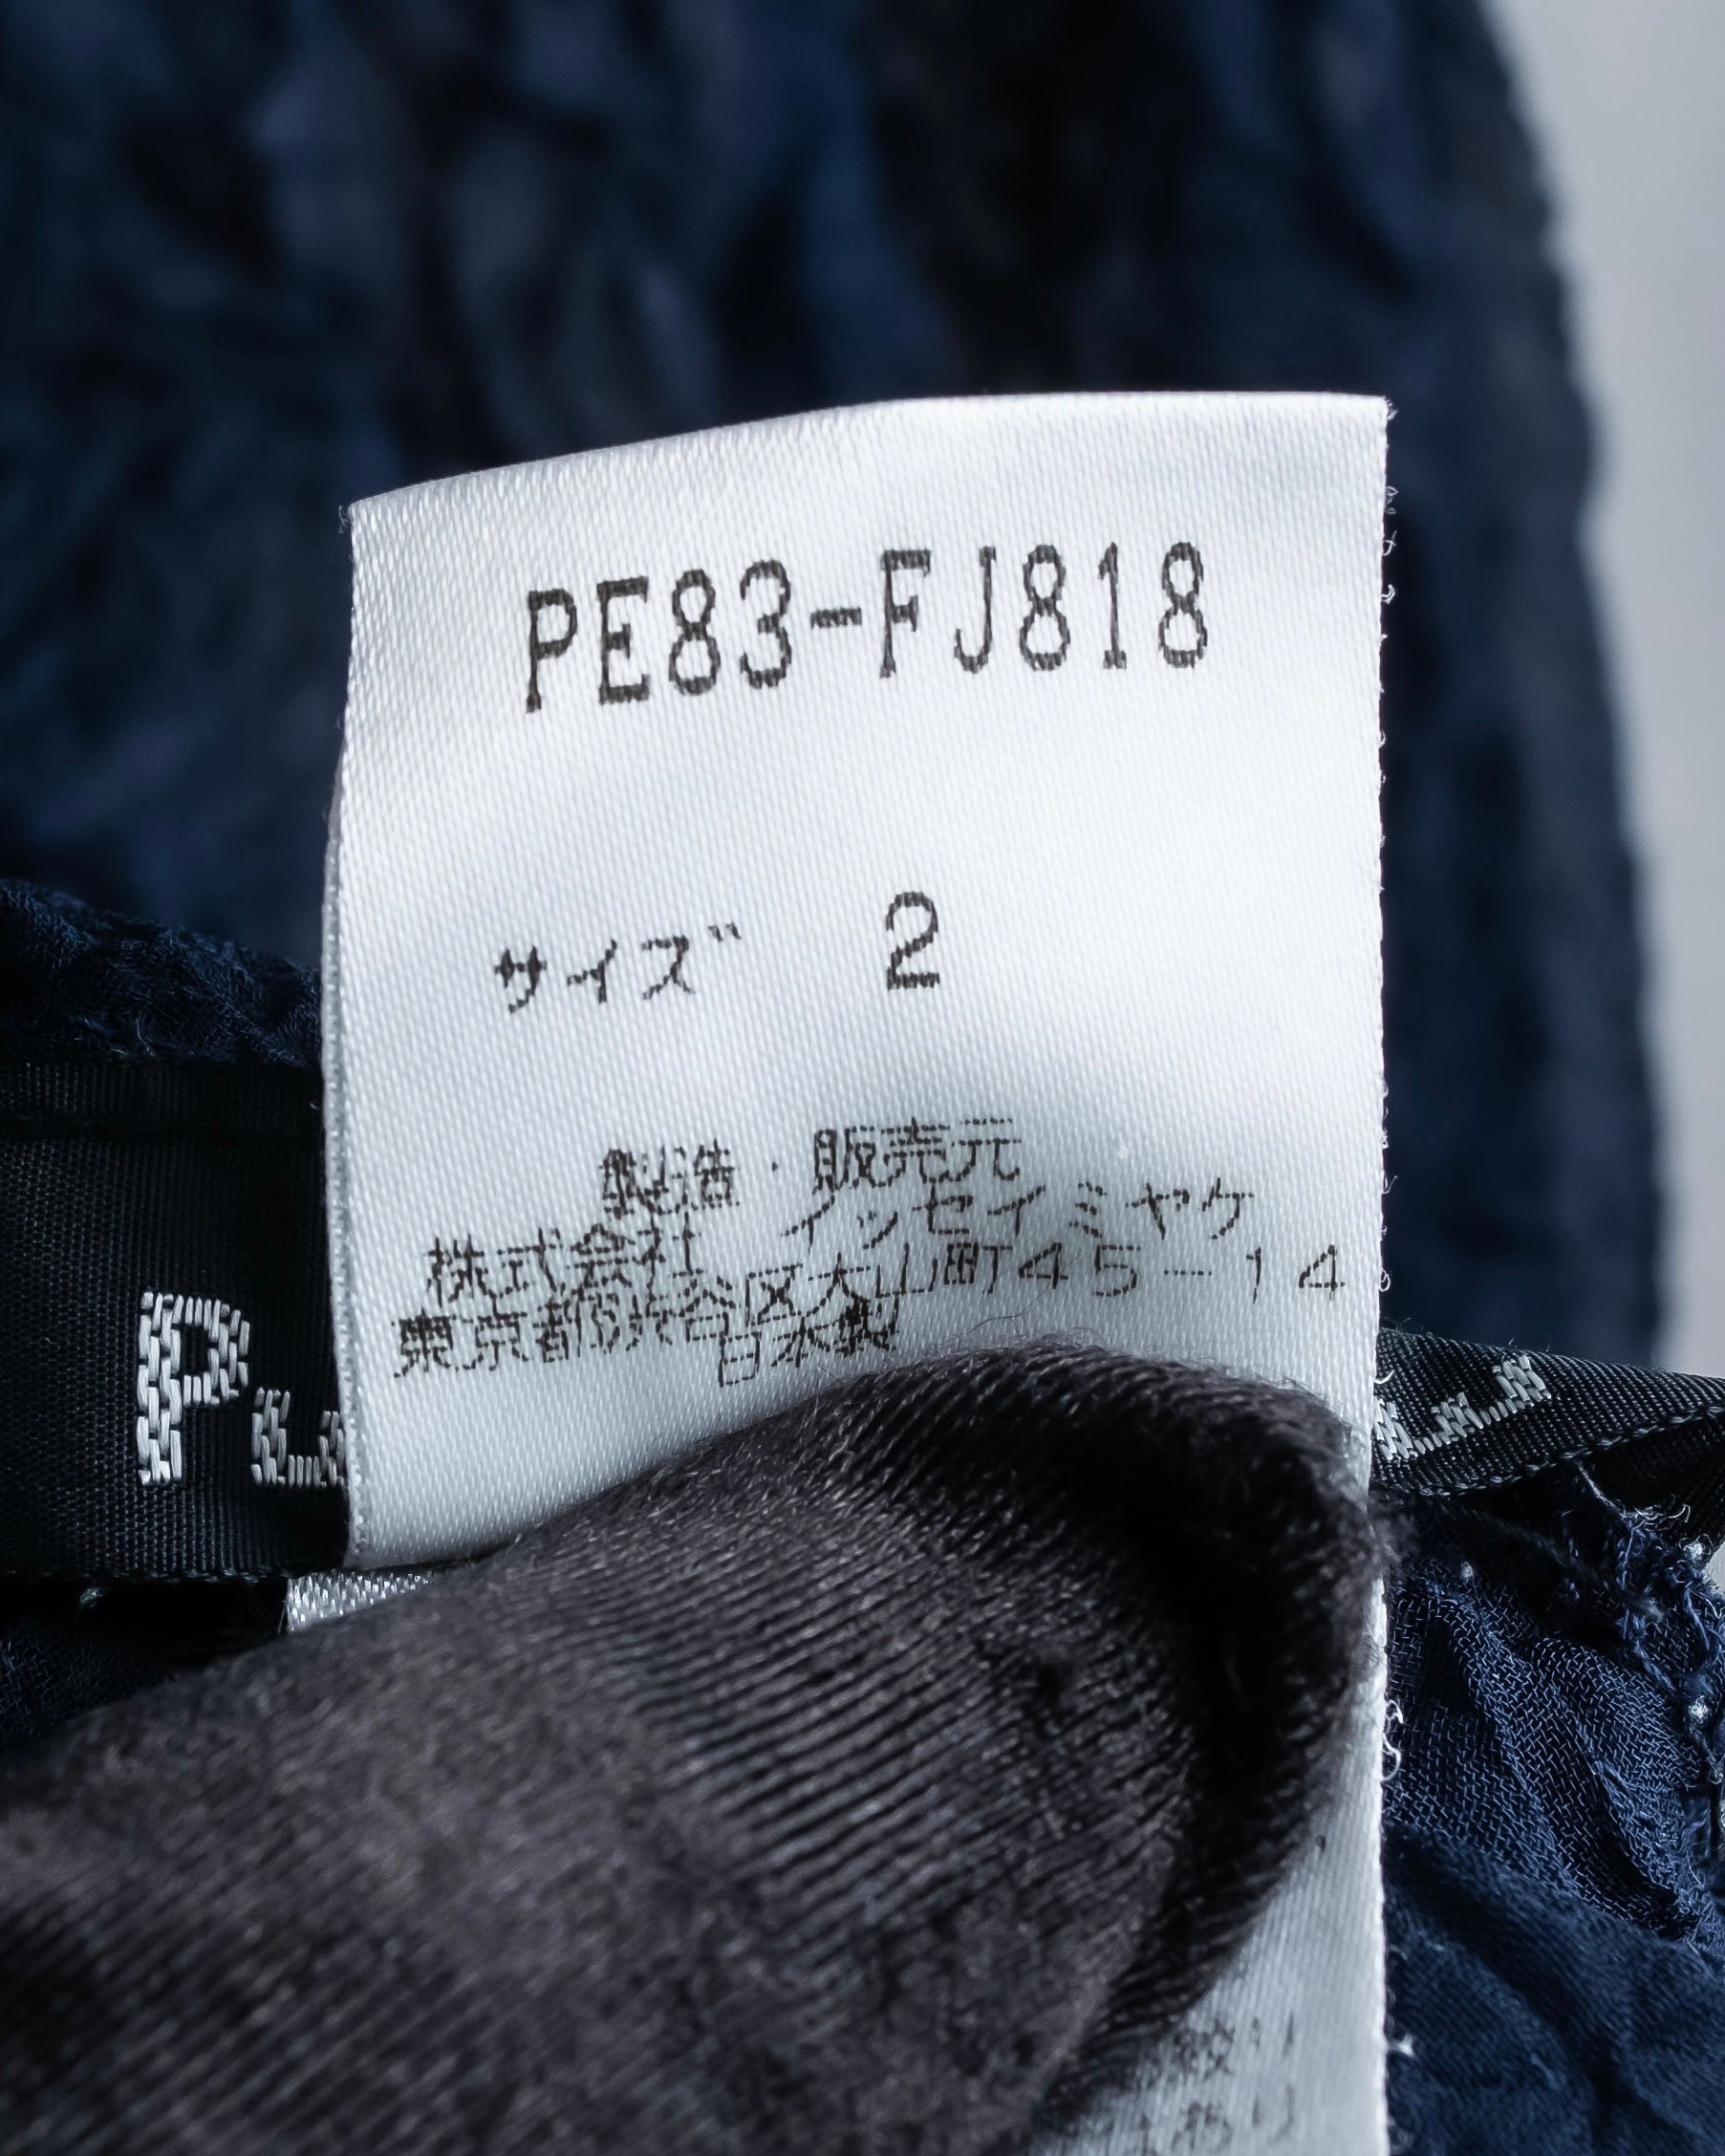 PE83-FJ818
サイズ 2
製造・販売元
株式会社 イッセイミヤケ
東京都渋谷区大山町45-14
日本製